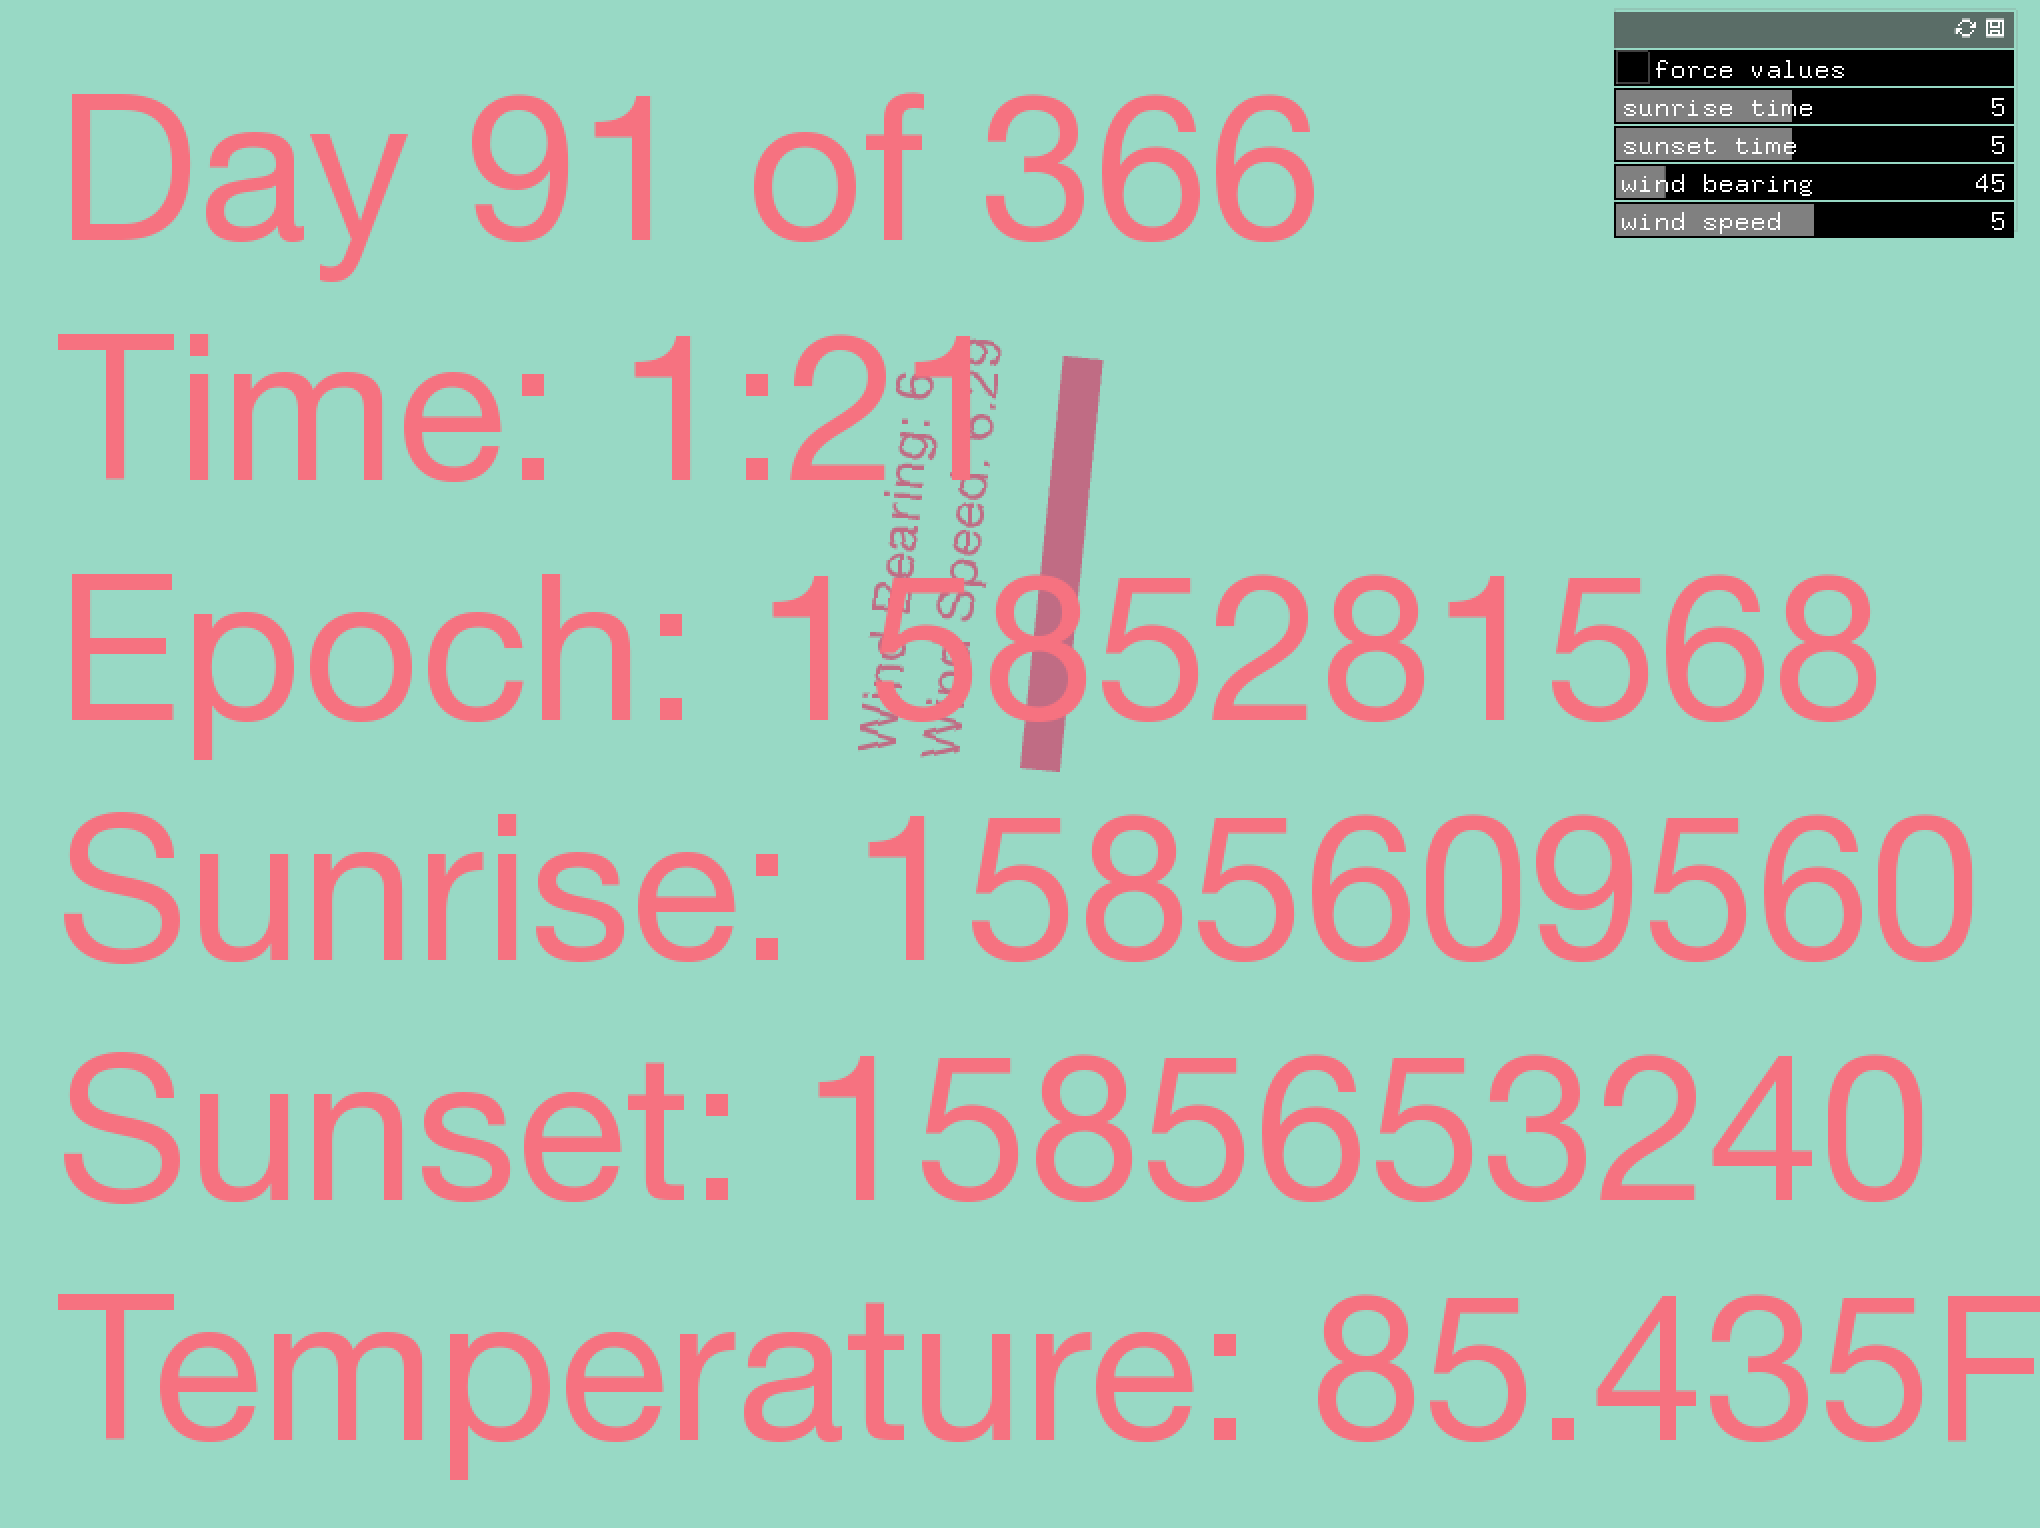 Day 91 of 366
Time: 1:21
Epoch: 1585281568
Sunrise: 1585609560
Sunset: 1585653240
Temperature: 85.435F
Wind Bearing: 6
Wind Speed: 6.29
force values
sunrise time 5
sunset time 5
wind bearing 45
wind speed 5